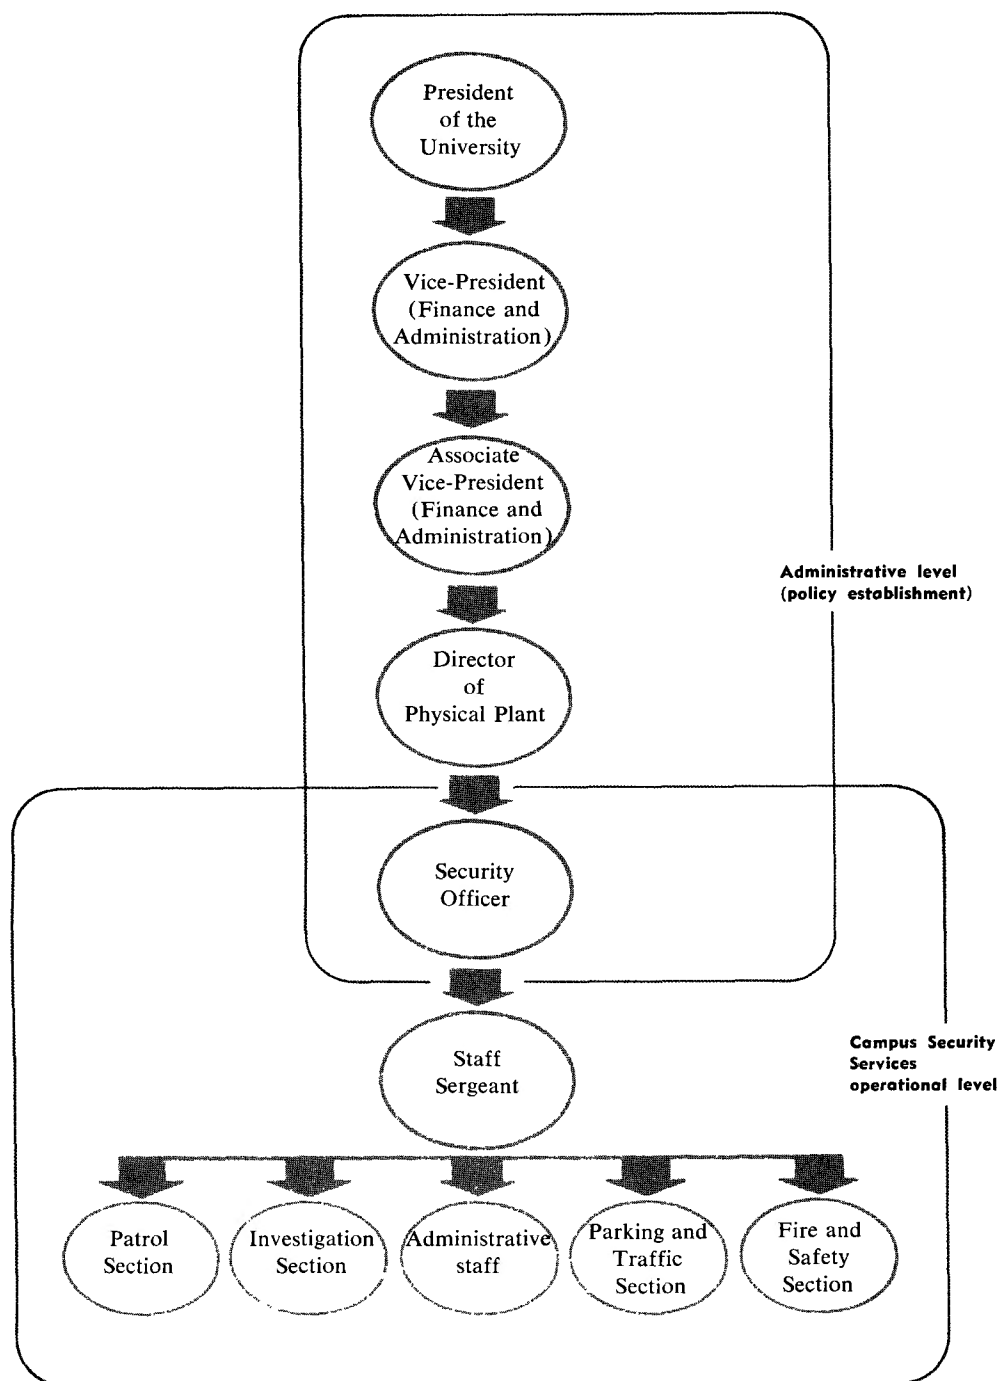 President
of the
University
Vice-President
(Finance and
Administration)
Associate
Vice-President
(Finance and
Administration)
Administrative level
(policy establishment)
Director
of
Physical Plant
Security
Officer
Staff
Sergeant
Campus Security
Services
operational level
Patrol
Section
Investigation
Section
Administrative
staff
Parking and
Traffic
Section
Fire and
Safety
Section